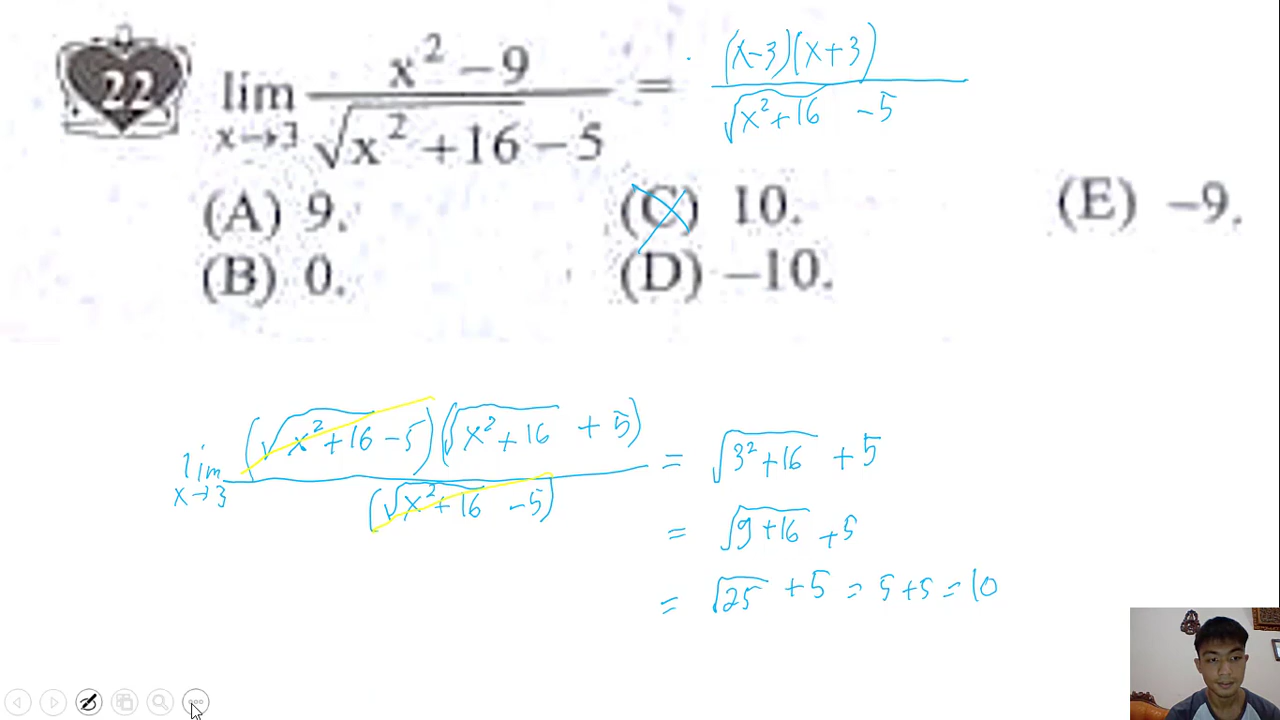 22 lim x→3 x² − 9 / √x² + 16 − 5 = (x−3)(x+3) / √x²+16 −5
(A) 9. (C) 10. (E) −9.
(B) 0. (D) −10.
lim x→3 (√x²+16 −5)(√x²+16 + 5) / (√x²+16 −5) = √3²+16 + 5
= √9+16 +5
= √25 + 5 = 5+5 = 10